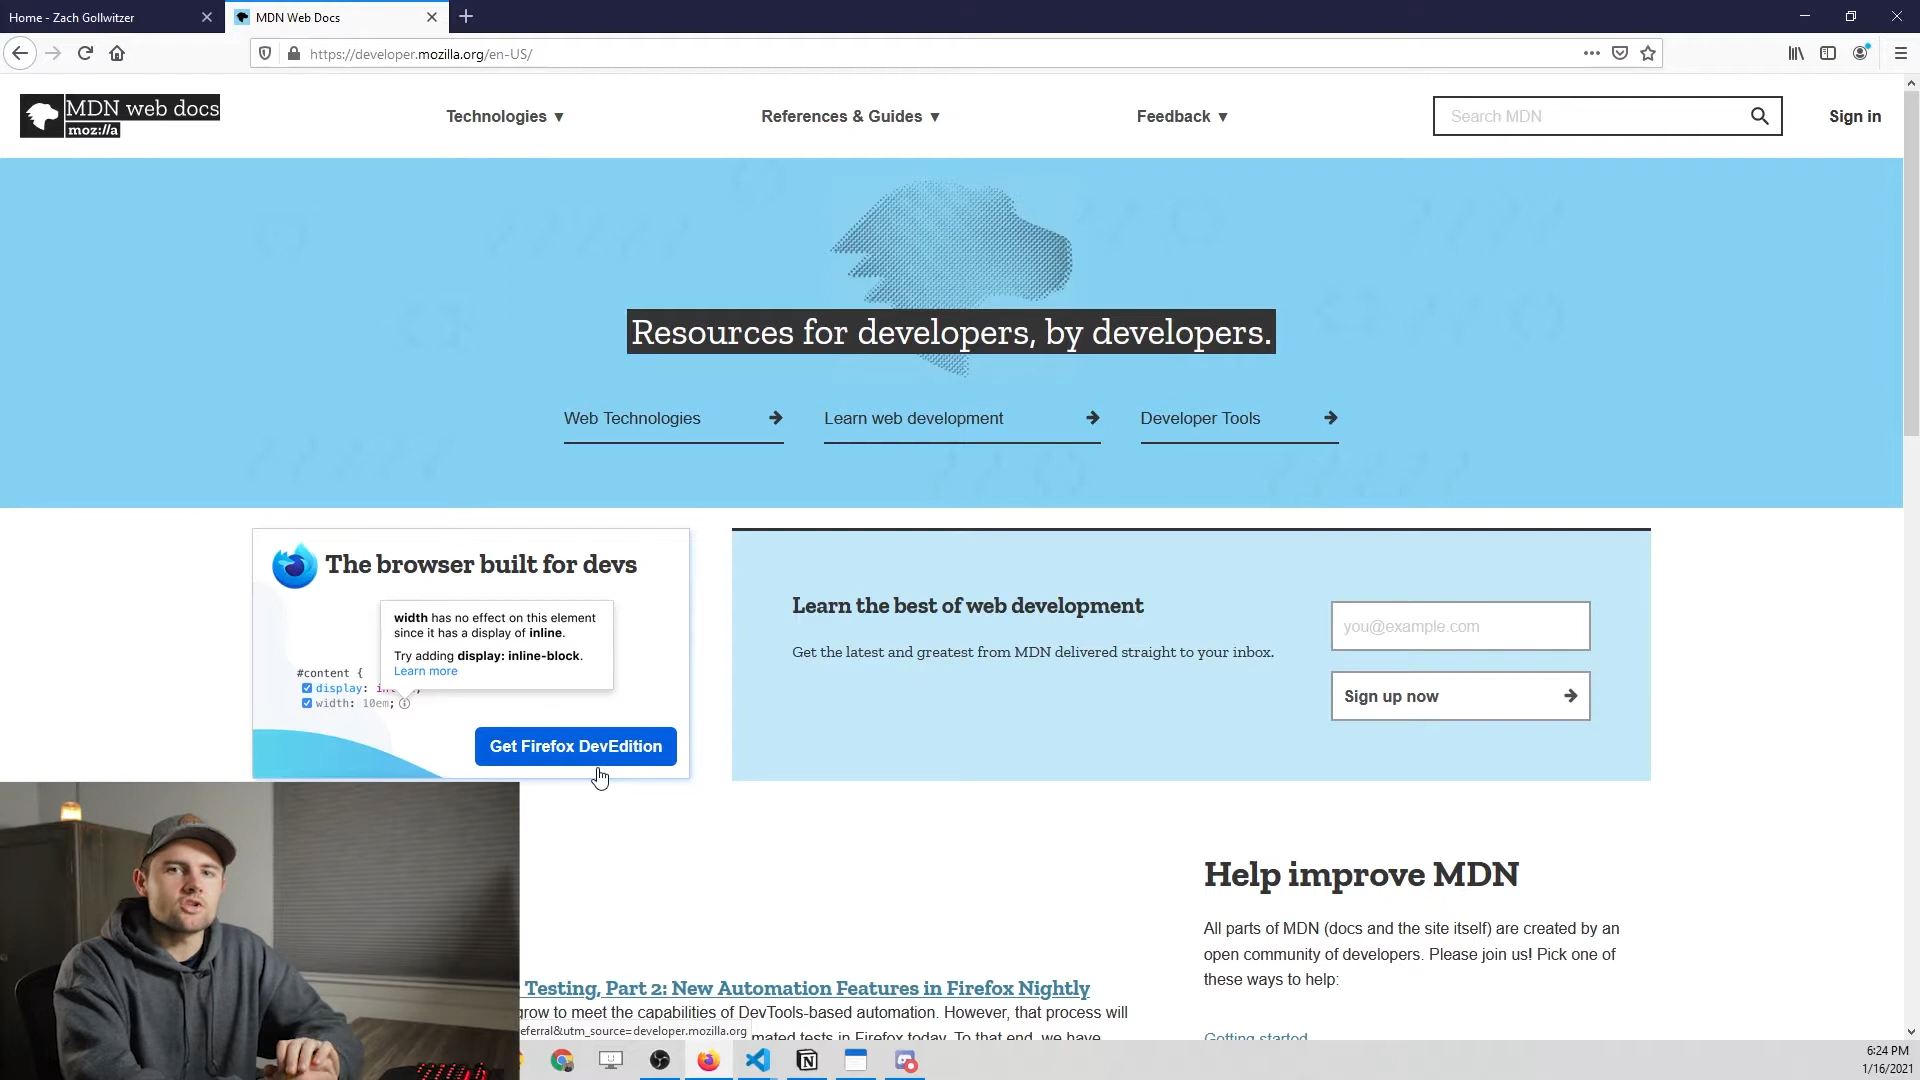 Home - Zach Gollwitzer
MDN Web Docs
https://developer.mozilla.org/en-US/
MDN web docs
moz://a
Technologies ▼
References & Guides ▼
Feedback ▼
Search MDN
Sign in
Resources for developers, by developers.
Web Technologies
Learn web development
Developer Tools
The browser built for devs
width has no effect on this element
since it has a display of inline.
Try adding display: inline-block.
Learn more
#content {
display:
width: 10em;
Get Firefox DevEdition
Learn the best of web development
Get the latest and greatest from MDN delivered straight to your inbox.
you@example.com
Sign up now
Testing, Part 2: New Automation Features in Firefox Nightly
grow to meet the capabilities of DevTools-based automation. However, that process will
mated tests in Firefox today. To that end, we have
eferral&utm_source=developer.mozilla.org
Help improve MDN
All parts of MDN (docs and the site itself) are created by an
open community of developers. Please join us! Pick one of
these ways to help:
Getting started
6:24 PM
1/16/2021